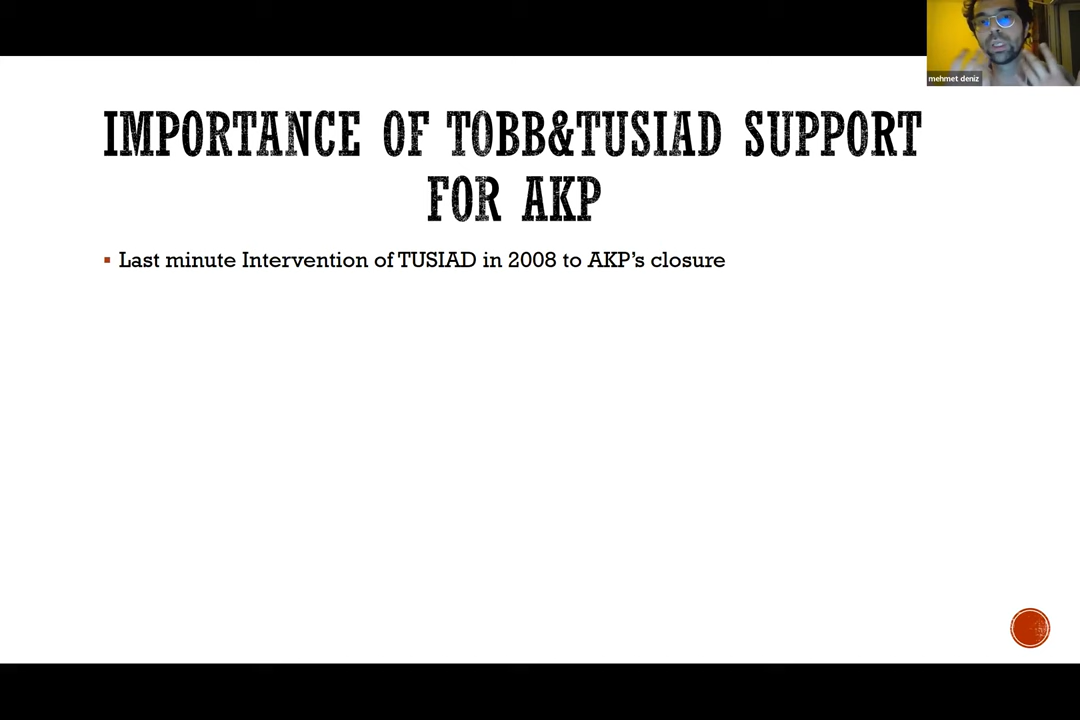 mehmet deniz
IMPORTANCE OF TOBB&TUSIAD SUPPORT
FOR AKP
▪ Last minute Intervention of TUSIAD in 2008 to AKP's closure